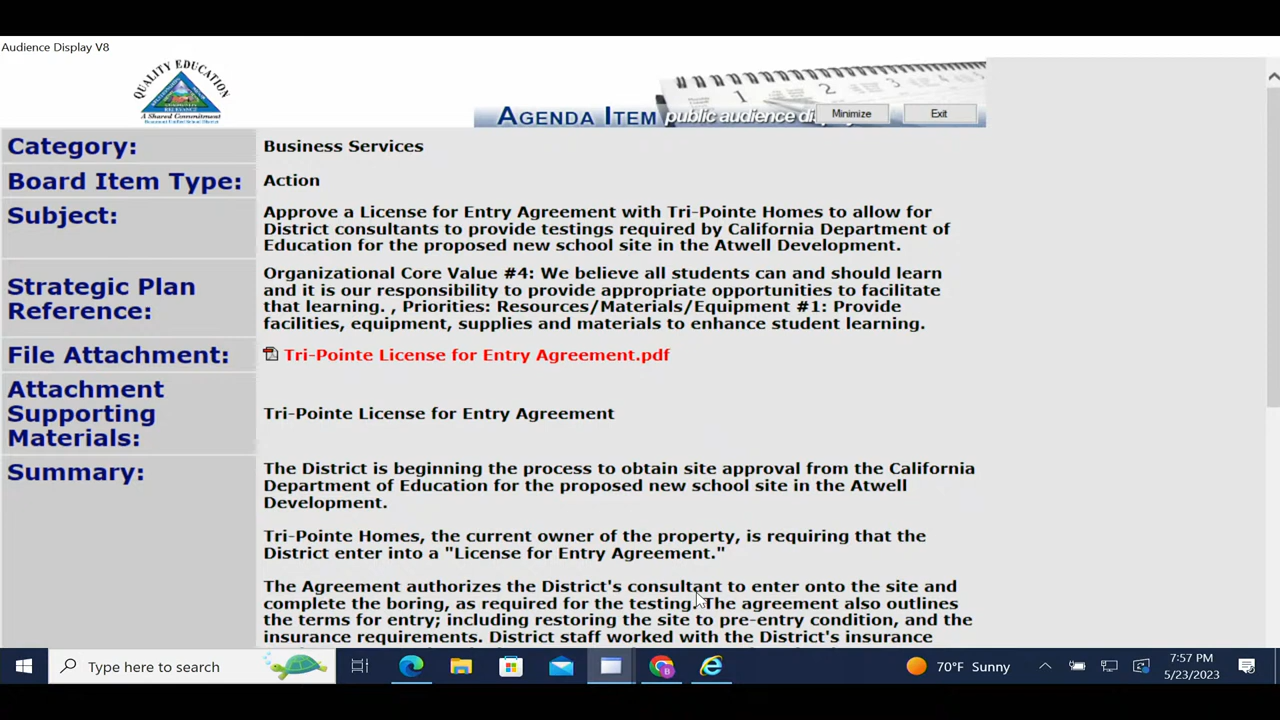 Audience Display V8
QUALITY EDUCATION
A Shared Commitment
AGENDA ITEM public audience
Minimize
Exit
1 2 3
Category:
Business Services
Board Item Type:
Action
Subject:
Approve a License for Entry Agreement with Tri-Pointe Homes to allow for
District consultants to provide testings required by California Department of
Education for the proposed new school site in the Atwell Development.
Strategic Plan
Reference:
Organizational Core Value #4: We believe all students can and should learn
and it is our responsibility to provide appropriate opportunities to facilitate
that learning. , Priorities: Resources/Materials/Equipment #1: Provide
facilities, equipment, supplies and materials to enhance student learning.
File Attachment:
Tri-Pointe License for Entry Agreement.pdf
Attachment
Supporting
Materials:
Tri-Pointe License for Entry Agreement
Summary:
The District is beginning the process to obtain site approval from the California
Department of Education for the proposed new school site in the Atwell
Development.
Tri-Pointe Homes, the current owner of the property, is requiring that the
District enter into a "License for Entry Agreement."
The Agreement authorizes the District's consultant to enter onto the site and
complete the boring, as required for the testing. The agreement also outlines
the terms for entry; including restoring the site to pre-entry condition, and the
insurance requirements. District staff worked with the District's insurance
Type here to search
70°F Sunny
7:57 PM
5/23/2023